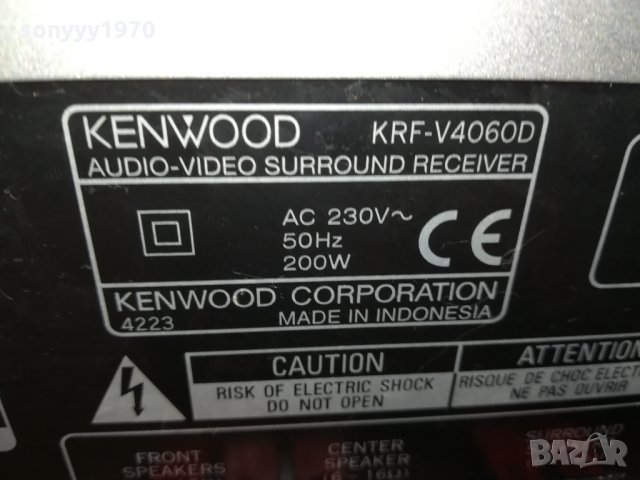 sonyyy1970
KENWOOD KRF-V4060D
AUDIO-VIDEO SURROUND RECEIVER
AC 230V~
50Hz
200W
CE
KENWOOD CORPORATION
4223 MADE IN INDONESIA
CAUTION
RISK OF ELECTRIC SHOCK
DO NOT OPEN
ATTENTION
RISQUE DE CHOC
NE PAS OUVRIR
FRONT
SPEAKERS
CENTER
SPEAKER
SURROUND
BAZAR